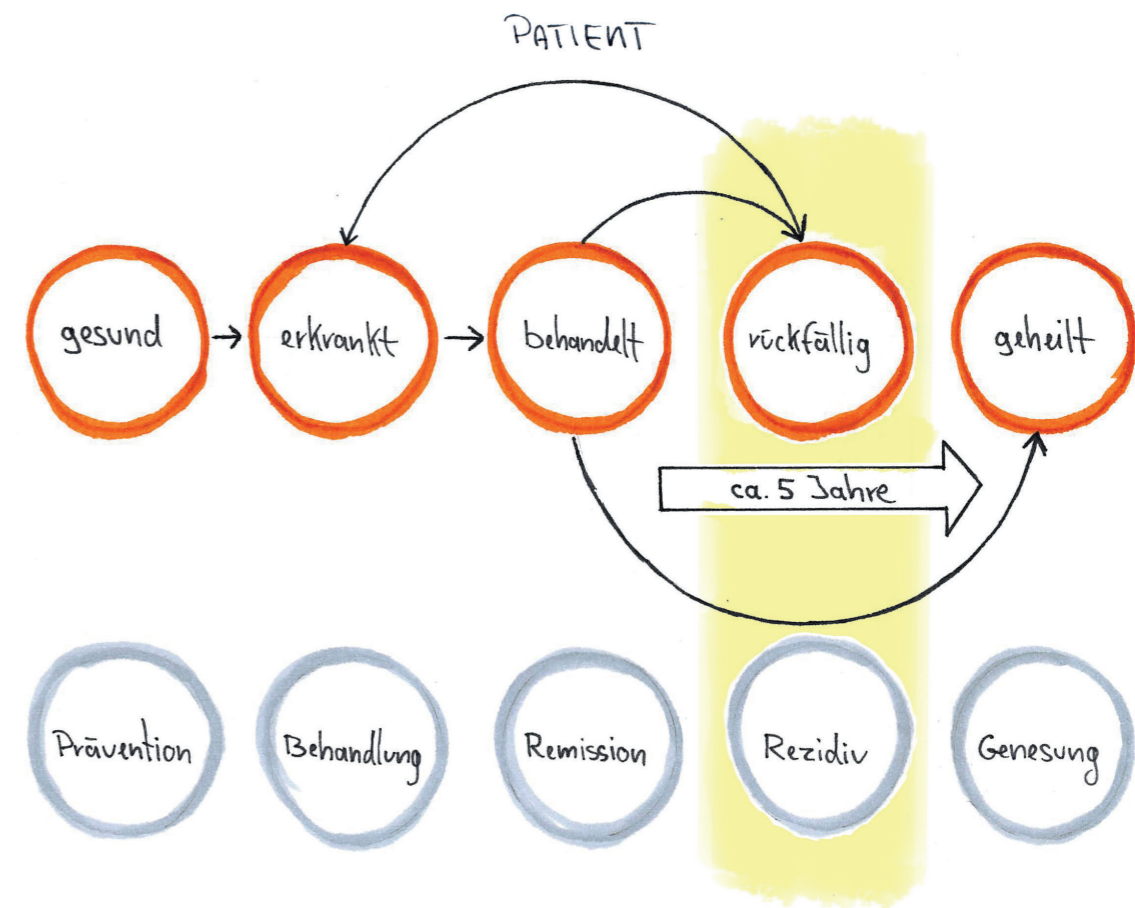 PATIENT
gesund
erkrankt
behandelt
rückfällig
geheilt
ca. 5 Jahre
Prävention
Behandlung
Remission
Rezidiv
Genesung